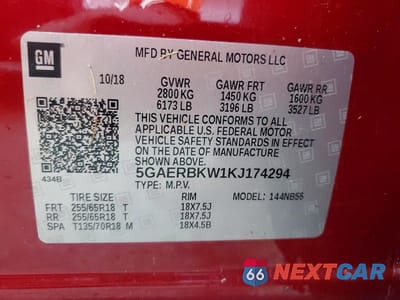 GM
MFD BY GENERAL MOTORS LLC
10/18 GVWR GAWR FRT GAWR RR
2800 KG 1450 KG 1600 KG
6173 LB 3196 LB 3527 LB
THIS VEHICLE CONFORMS TO ALL
APPLICABLE U.S. FEDERAL MOTOR
VEHICLE SAFETY STANDARDS IN
EFFECT ON THE DATE OF
MANUFACTURE SHOWN ABOVE.
434B
5GAERBKW1KJ174294
TYPE: M.P.V.
MODEL: 144NB56
TIRE SIZE RIM
FRT 255/65R18 T 18X7.5J
RR 255/65R18 T 18X7.5J
SPA T135/70R18 M 18X4.5B
66 NEXTCAR